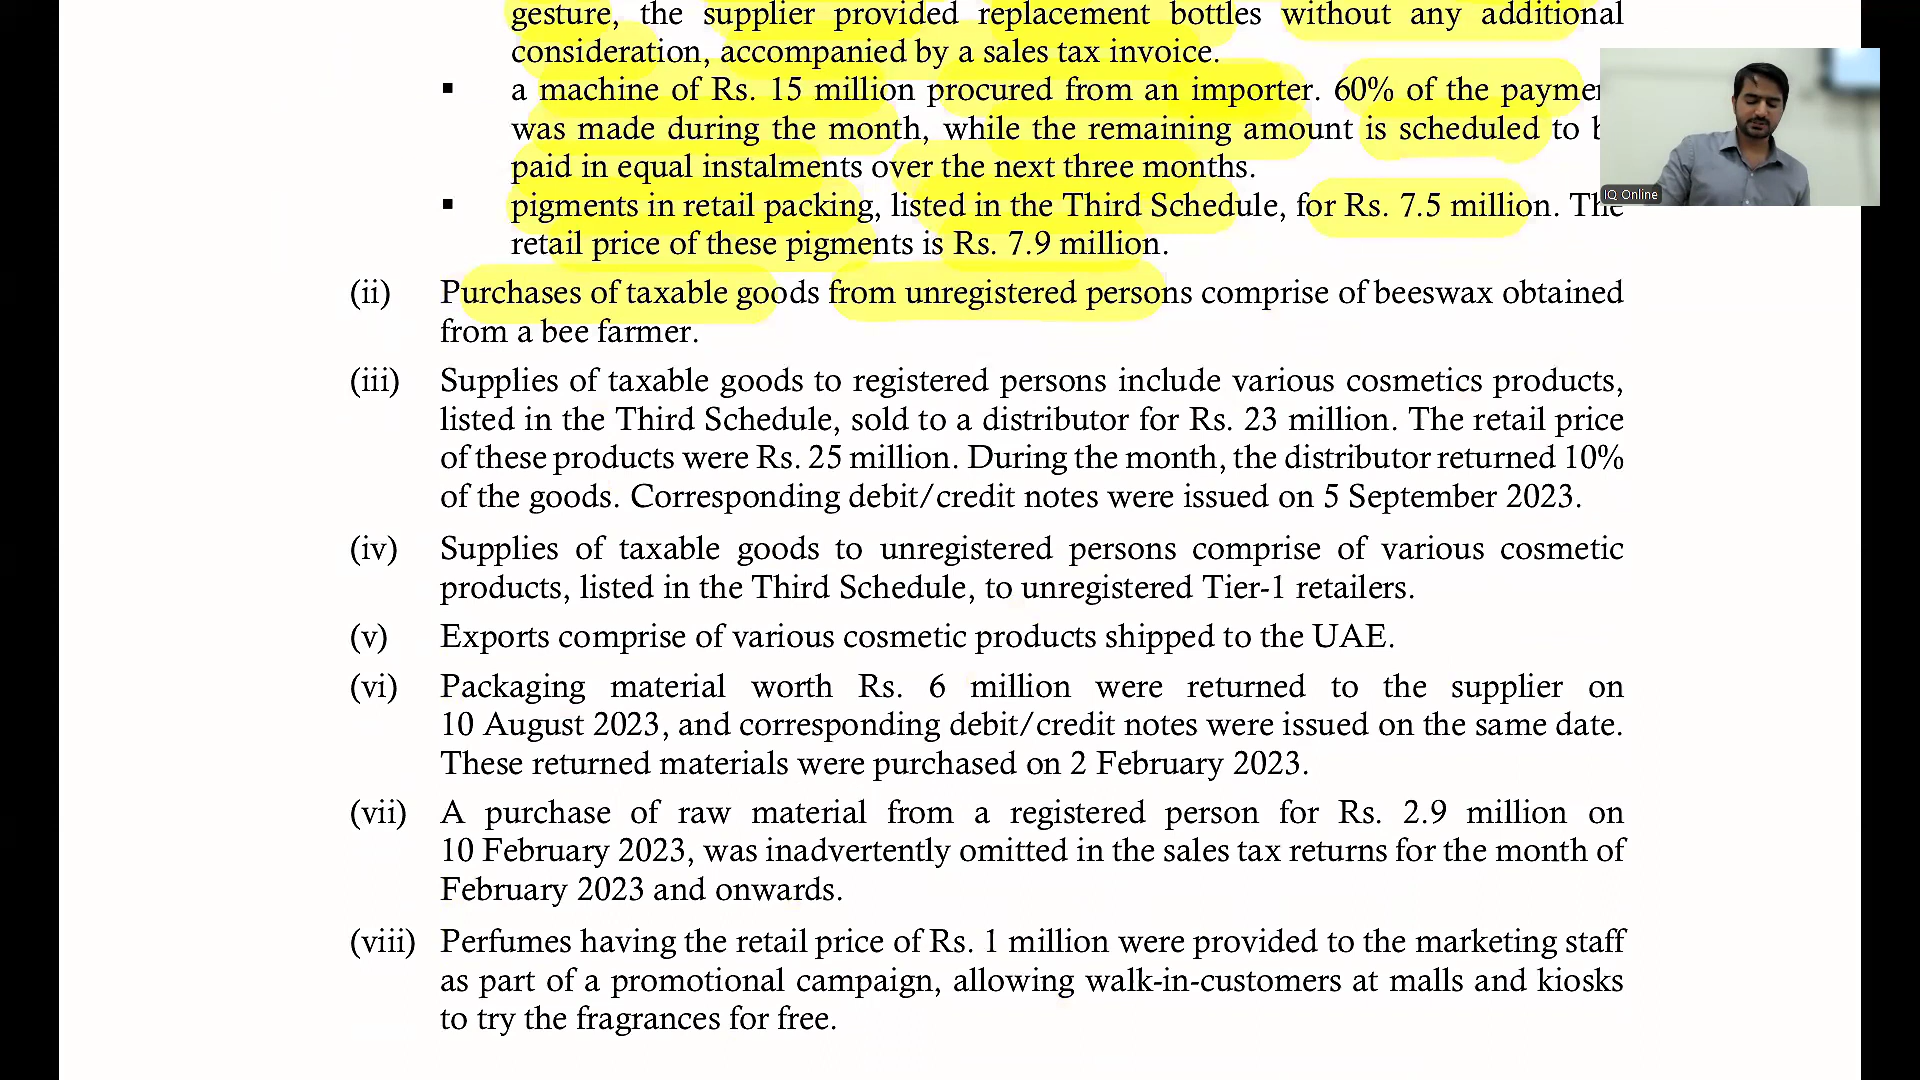 gesture, the supplier provided replacement bottles without any additional
consideration, accompanied by a sales tax invoice.
▪ a machine of Rs. 15 million procured from an importer. 60% of the
was made during the month, while the remaining amount is scheduled to
paid in equal instalments over the next three months.
▪ pigments in retail packing, listed in the Third Schedule, for Rs. 7.5 million. The
retail price of these pigments is Rs. 7.9 million.
(ii) Purchases of taxable goods from unregistered persons comprise of beeswax obtained
from a bee farmer.
(iii) Supplies of taxable goods to registered persons include various cosmetics products,
listed in the Third Schedule, sold to a distributor for Rs. 23 million. The retail price
of these products were Rs. 25 million. During the month, the distributor returned 10%
of the goods. Corresponding debit/credit notes were issued on 5 September 2023.
(iv) Supplies of taxable goods to unregistered persons comprise of various cosmetic
products, listed in the Third Schedule, to unregistered Tier-1 retailers.
(v) Exports comprise of various cosmetic products shipped to the UAE.
(vi) Packaging material worth Rs. 6 million were returned to the supplier on
10 August 2023, and corresponding debit/credit notes were issued on the same date.
These returned materials were purchased on 2 February 2023.
(vii) A purchase of raw material from a registered person for Rs. 2.9 million on
10 February 2023, was inadvertently omitted in the sales tax returns for the month of
February 2023 and onwards.
(viii) Perfumes having the retail price of Rs. 1 million were provided to the marketing staff
as part of a promotional campaign, allowing walk-in-customers at malls and kiosks
to try the fragrances for free.
IQ Online